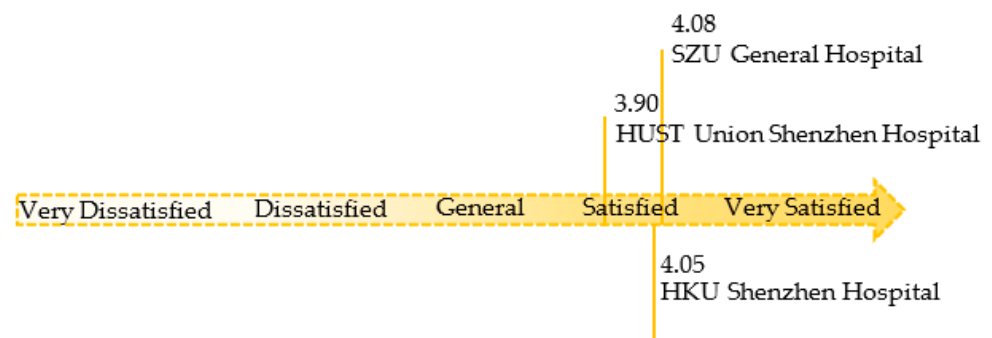 4.08
SZU General Hospital
3.90
HUST Union Shenzhen Hospital
Very Dissatisfied Dissatisfied General Satisfied Very Satisfied
4.05
HKU Shenzhen Hospital